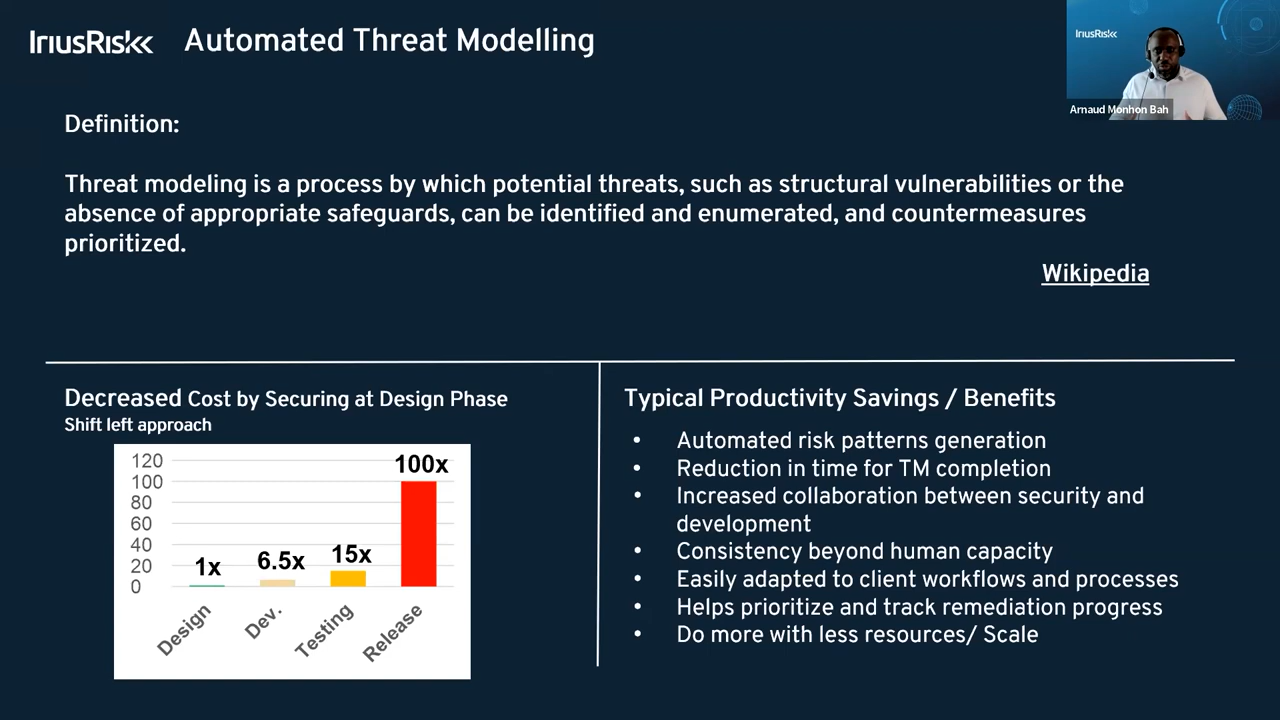 IriusRisk
Automated Threat Modelling
IriusRisk
Arnaud Monhon Bah
Definition:
Threat modeling is a process by which potential threats, such as structural vulnerabilities or the
absence of appropriate safeguards, can be identified and enumerated, and countermeasures
prioritized.
Wikipedia
Decreased Cost by Securing at Design Phase
Shift left approach
120
100
80
60
40
20
0
1x
6.5x
15x
100x
Design
Dev.
Testing
Release
Typical Productivity Savings / Benefits
• Automated risk patterns generation
• Reduction in time for TM completion
• Increased collaboration between security and
development
• Consistency beyond human capacity
• Easily adapted to client workflows and processes
• Helps prioritize and track remediation progress
• Do more with less resources/ Scale